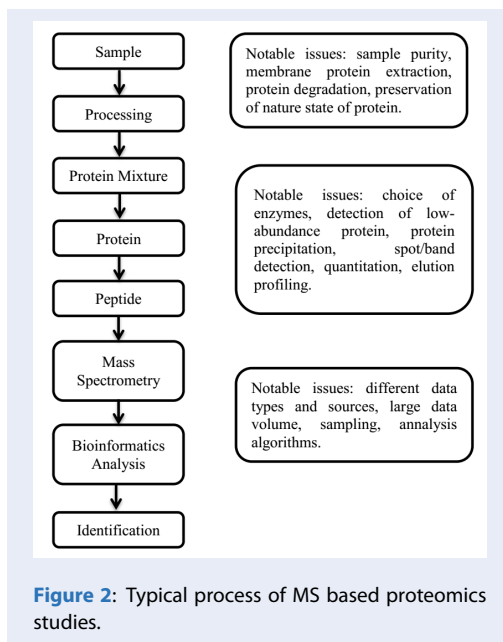 Sample
Processing
Protein Mixture
Protein
Peptide
Mass
Spectrometry
Bioinformatics
Analysis
Identification
Notable issues: sample purity,
membrane protein extraction,
protein degradation, preservation
of nature state of protein.
Notable issues: choice of
enzymes, detection of low-
abundance protein, protein
precipitation, spot/band
detection, quantitation, elution
profiling.
Notable issues: different data
types and sources, large data
volume, sampling, annalysis
algorithms.
Figure 2: Typical process of MS based proteomics
studies.